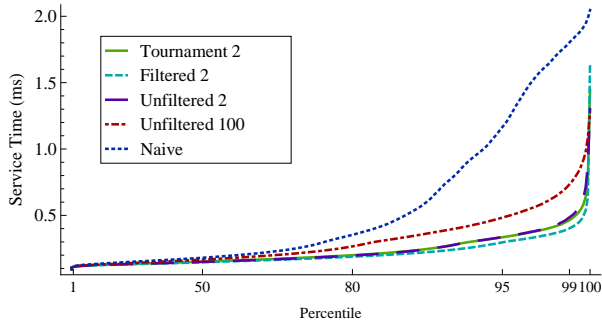 2.0
1.5
1.0
0.5
Service Time (ms)
Tournament 2
Filtered 2
Unfiltered 2
Unfiltered 100
Naive
1 50 80 95 99 100
Percentile